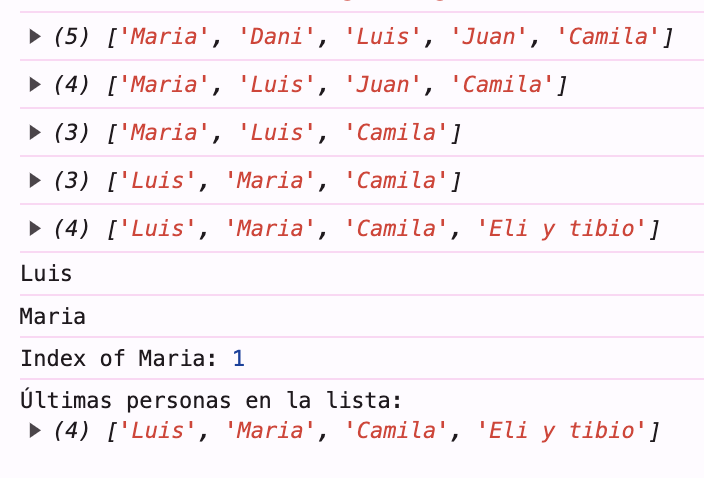 (5) ['Maria', 'Dani', 'Luis', 'Juan', 'Camila']
(4) ['Maria', 'Luis', 'Juan', 'Camila']
(3) ['Maria', 'Luis', 'Camila']
(3) ['Luis', 'Maria', 'Camila']
(4) ['Luis', 'Maria', 'Camila', 'Eli y tibio']
Luis
Maria
Index of Maria: 1
Últimas personas en la lista:
(4) ['Luis', 'Maria', 'Camila', 'Eli y tibio']